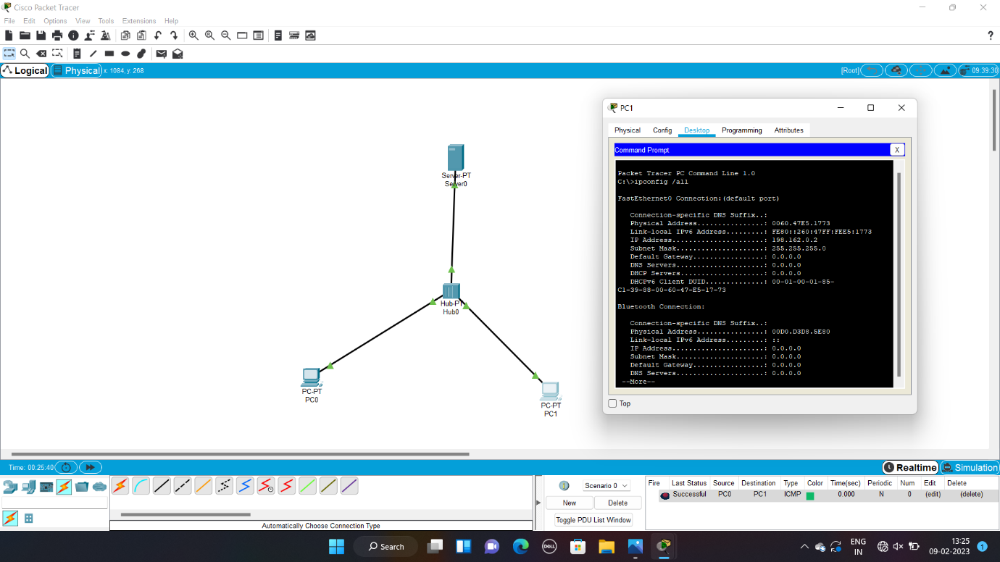 Cisco Packet Tracer
File Edit Options View Tools Extensions Help
?
Logical Physical x: 1084, y: 268 [Root] 09:39:30
Server-PT
Server0
Hub-PT
Hub0
PC-PT
PC0
PC-PT
PC1
PC1
Physical Config Desktop Programming Attributes
Command Prompt X
Packet Tracer PC Command Line 1.0
C:\>ipconfig /all
FastEthernet0 Connection:(default port)
Connection-specific DNS Suffix..:
Physical Address................: 0060.47E5.1773
Link-local IPv6 Address.........: FE80::260:47FF:FEE5:1773
IP Address......................: 198.162.0.2
Subnet Mask.....................: 255.255.255.0
Default Gateway.................: 0.0.0.0
DNS Servers.....................: 0.0.0.0
DHCP Servers....................: 0.0.0.0
DHCPv6 Client DUID..............: 00-01-00-01-85-
C1-39-88-00-60-47-E5-17-73
Bluetooth Connection:
Connection-specific DNS Suffix..:
Physical Address................: 00D0.D3D8.5E80
Link-local IPv6 Address.........: ::
IP Address......................: 0.0.0.0
Subnet Mask.....................: 0.0.0.0
Default Gateway.................: 0.0.0.0
DNS Servers.....................: 0.0.0.0
--More--
Top
Time: 00:25:40 Realtime Simulation
Scenario 0
New Delete
Toggle PDU List Window
Fire Last Status Source Destination Type Color Time(sec) Periodic Num Edit Delete
Successful PC0 PC1 ICMP 0.000 N 0 (edit) (delete)
Automatically Choose Connection Type
Search
DELL
ENG
IN
13:25
09-02-2023
1